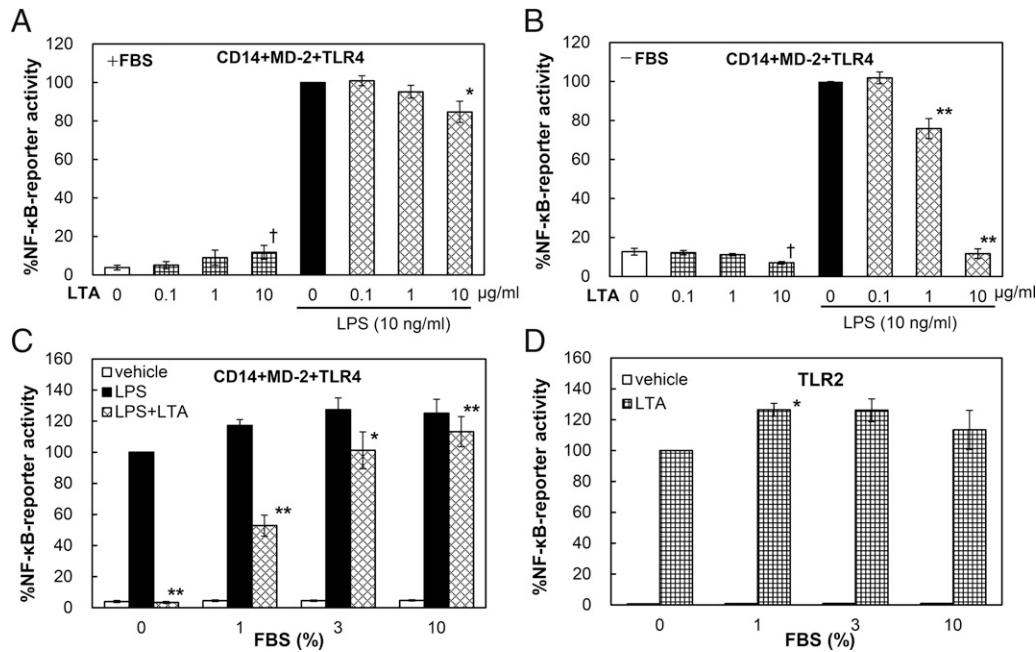 A
+FBS
CD14+MD-2+TLR4
%NF-κB-reporter activity
120
100
80
60
40
20
0
*
†
LTA 0 0.1 1 10 0 0.1 1 10 μg/ml
LPS (10 ng/ml)
B
−FBS
CD14+MD-2+TLR4
%NF-κB-reporter activity
120
100
80
60
40
20
0
**
**
†
LTA 0 0.1 1 10 0 0.1 1 10 μg/ml
LPS (10 ng/ml)
C
vehicle
LPS
LPS+LTA
CD14+MD-2+TLR4
%NF-κB-reporter activity
160
140
120
100
80
60
40
20
0
**
**
*
**
0 1 3 10
FBS (%)
D
vehicle
LTA
TLR2
%NF-κB-reporter activity
160
140
120
100
80
60
40
20
0
*
0 1 3 10
FBS (%)